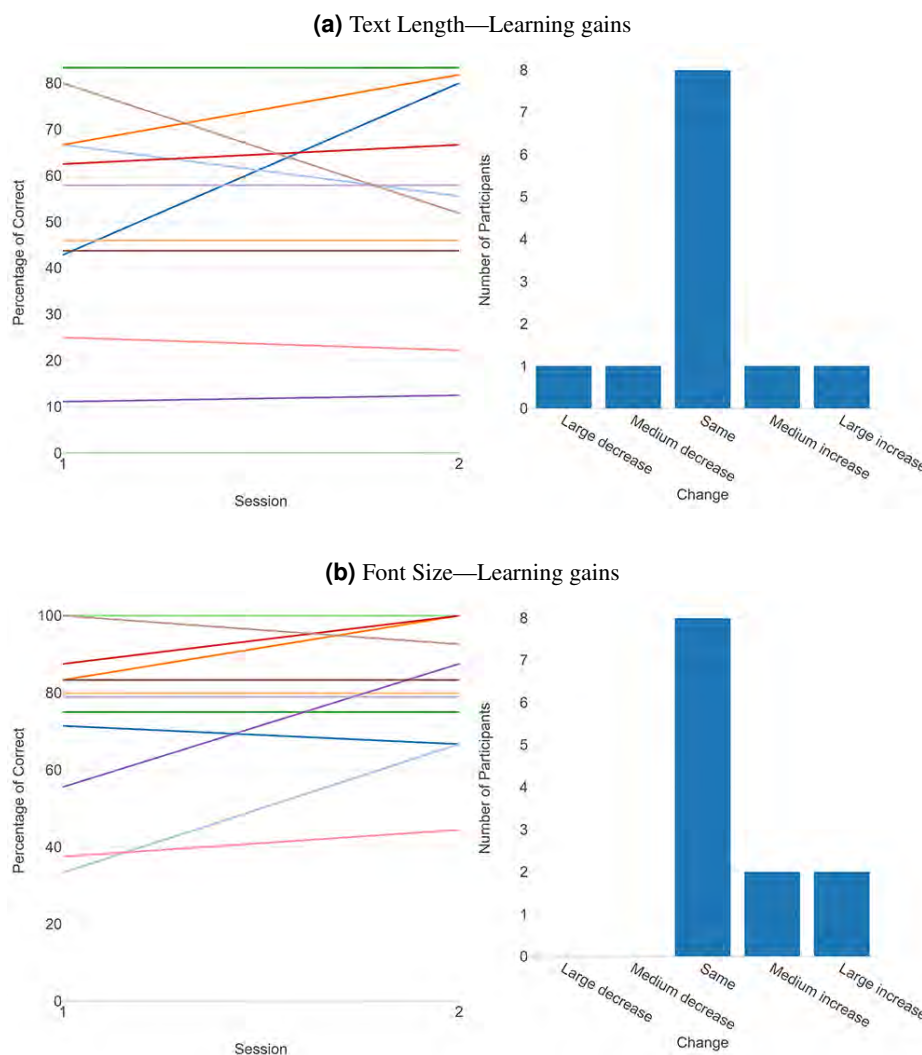 (a) Text Length—Learning gains
Percentage of Correct
80
70
60
50
40
30
20
10
0
1
2
Session
Number of Participants
8
7
6
5
4
3
2
1
0
Large decrease
Medium decrease
Same
Medium increase
Large increase
Change
(b) Font Size—Learning gains
Percentage of Correct
100
80
60
40
20
0
1
2
Session
Number of Participants
8
7
6
5
4
3
2
1
0
Large decrease
Medium decrease
Same
Medium increase
Large increase
Change